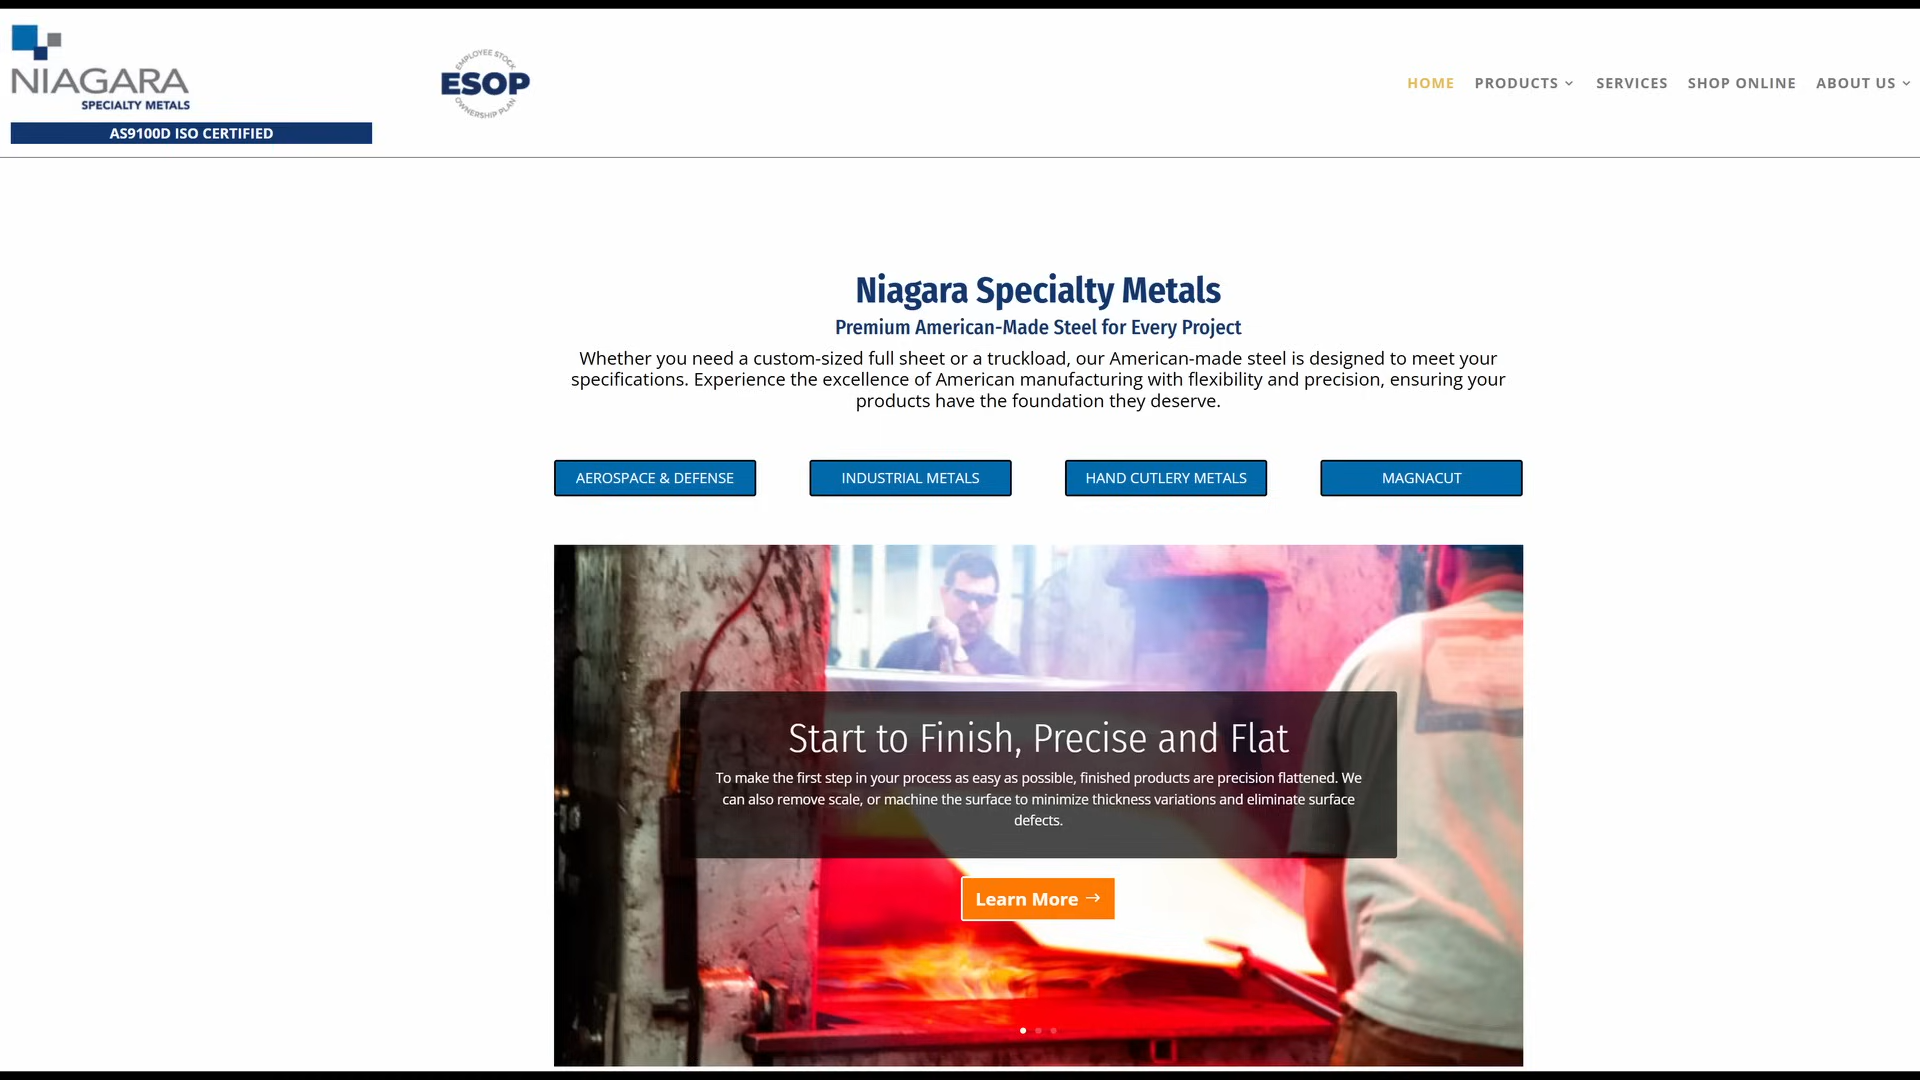 NIAGARA
SPECIALTY METALS
AS9100D ISO CERTIFIED
EMPLOYEE STOCK
ESOP
OWNERSHIP PLAN
HOME PRODUCTS SERVICES SHOP ONLINE ABOUT US
Niagara Specialty Metals
Premium American-Made Steel for Every Project
Whether you need a custom-sized full sheet or a truckload, our American-made steel is designed to meet your
specifications. Experience the excellence of American manufacturing with flexibility and precision, ensuring your
products have the foundation they deserve.
AEROSPACE & DEFENSE INDUSTRIAL METALS HAND CUTLERY METALS MAGNACUT
Start to Finish, Precise and Flat
To make the first step in your process as easy as possible, finished products are precision flattened. We
can also remove scale, or machine the surface to minimize thickness variations and eliminate surface
defects.
Learn More →